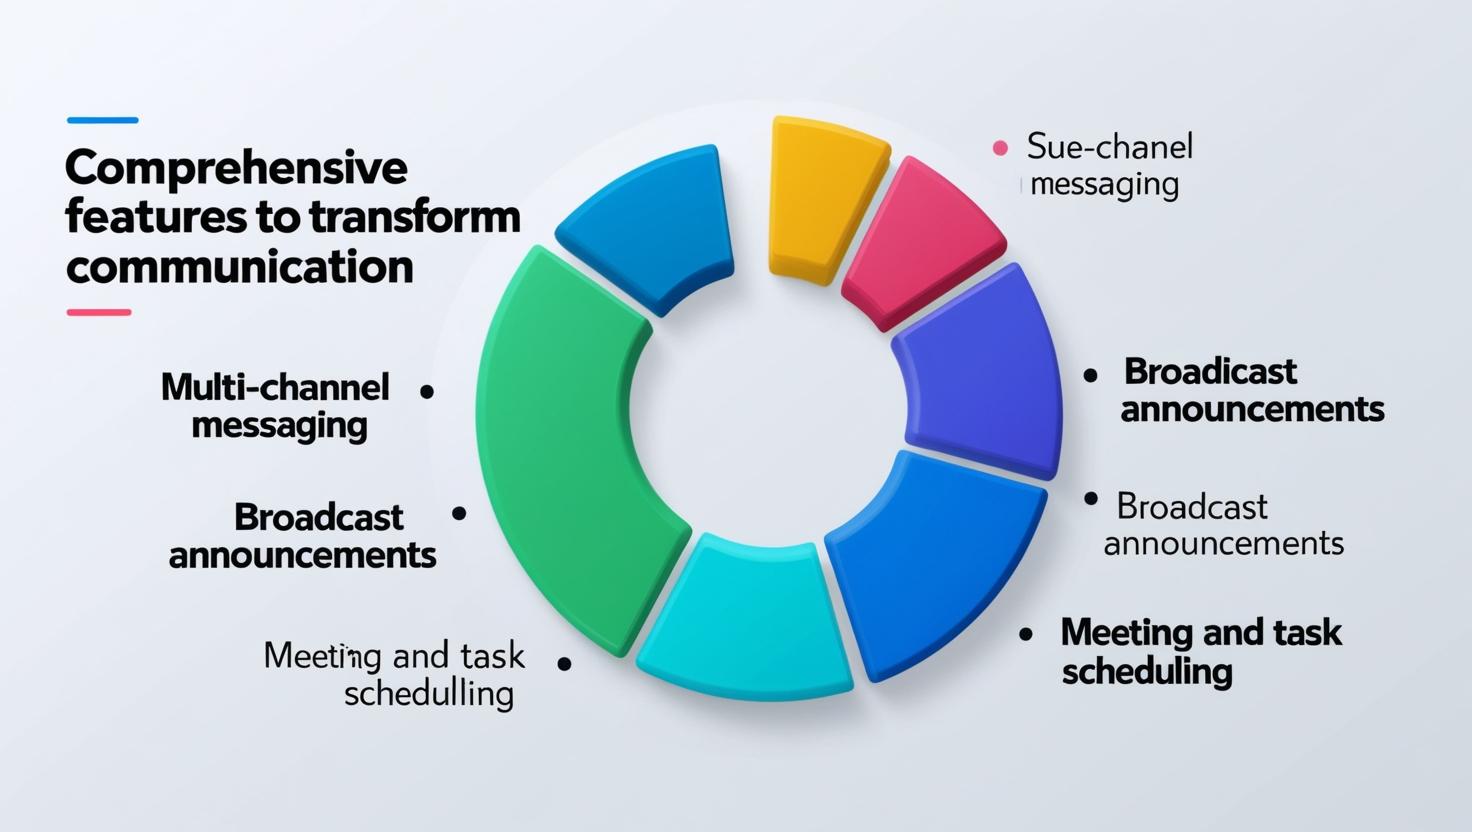 Comprehensive
features to transform
communication
Multi-channel
messaging
Broadcast
announcements
Meeting and task
schedulling
Sue-chanel
messaging
Broadicast
announcements
Broadcast
announcements
Meeting and task
scheduling